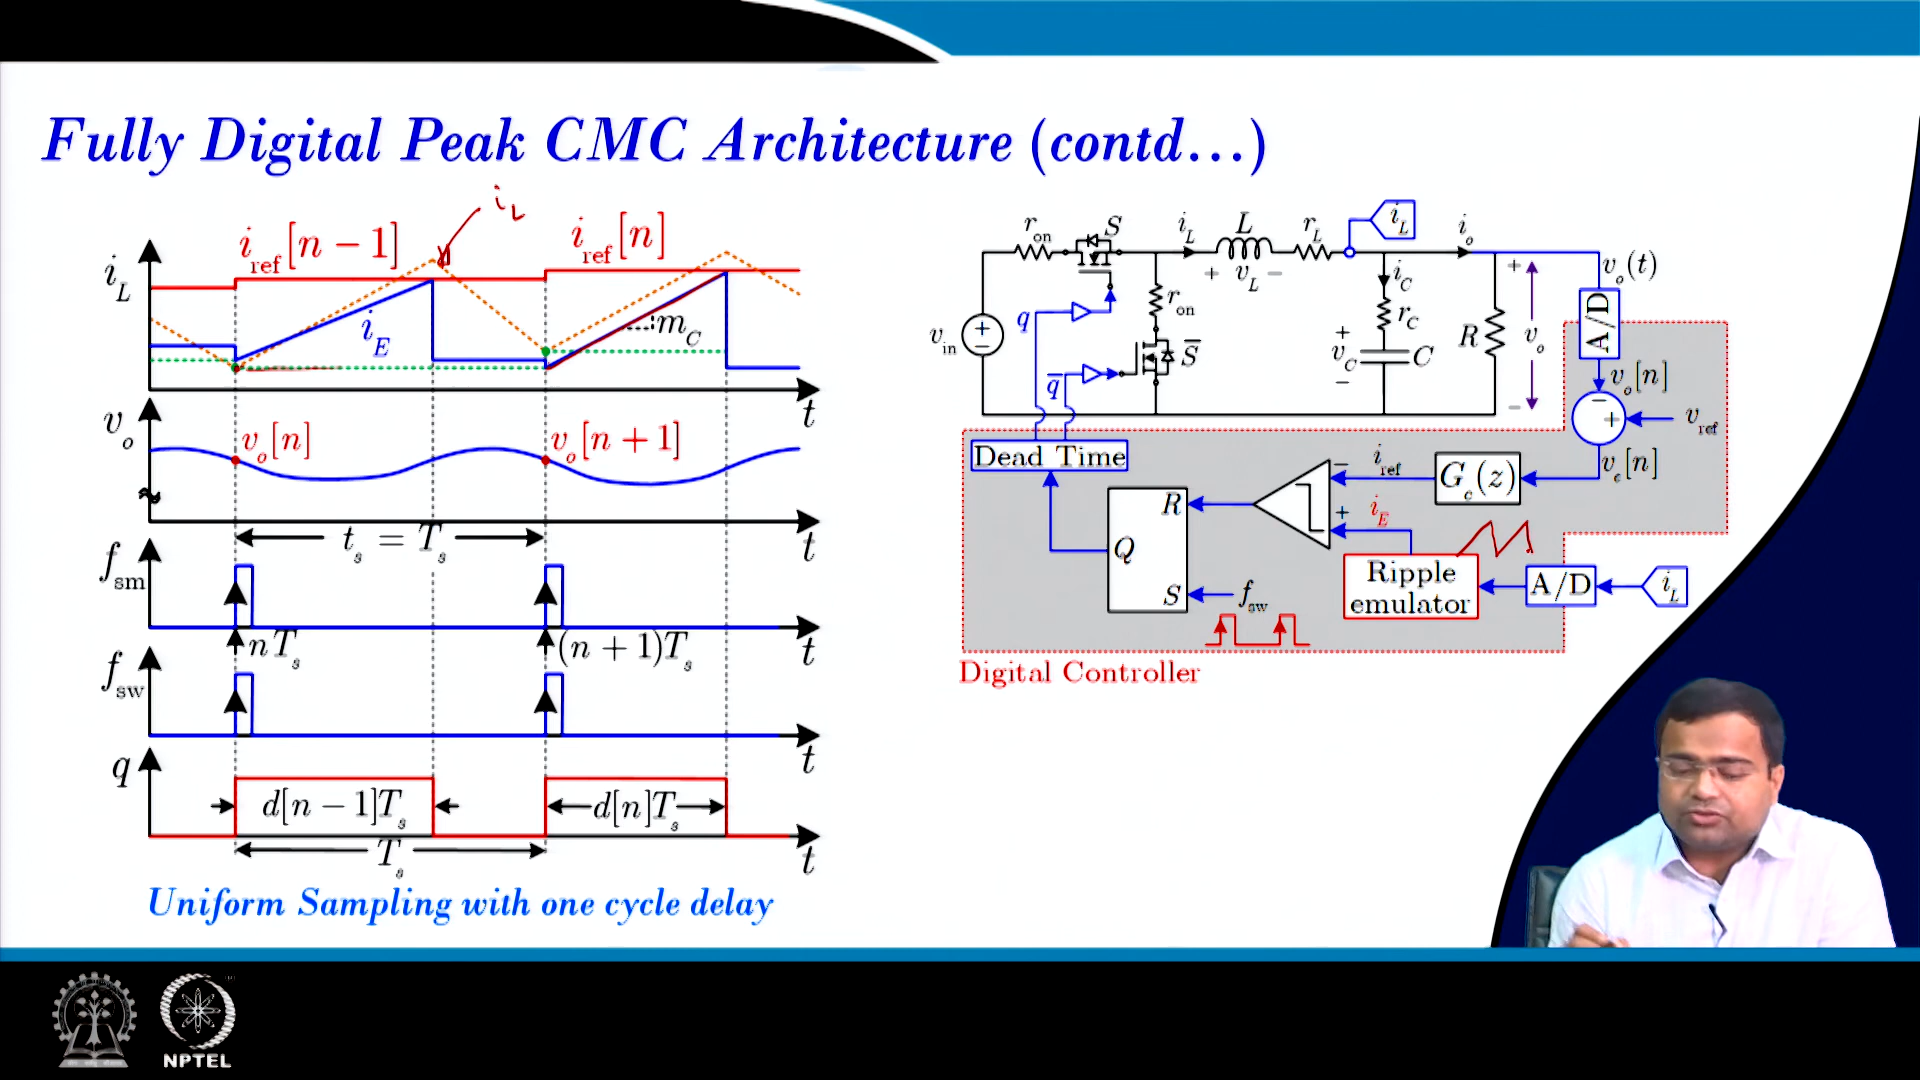 Fully Digital Peak CMC Architecture (contd...)
i_L
i_ref[n − 1]
i_L
i_ref[n]
i_E
m_C
t
v_o
v_o[n]
v_o[n + 1]
t_s = T_s
t
f_sm
nT_s
(n + 1)T_s
t
f_sw
t
q
d[n − 1]T_s
d[n]T_s
T_s
t
Uniform Sampling with one cycle delay
r_on
S
i_L
L
r_L
i_L
i_o
+ v_L −
i_C
+
v_o(t)
r_on
r_C
A/D
v_in
+
−
q
S̅
+
v_C
−
C
R
v_o
q̅
−
v_o[n]
−
+
v_ref
Dead Time
i_ref
G_c(z)
v_e[n]
−
+
i_E
R
Q
S
f_sw
Ripple
emulator
A/D
i_L
Digital Controller
NPTEL